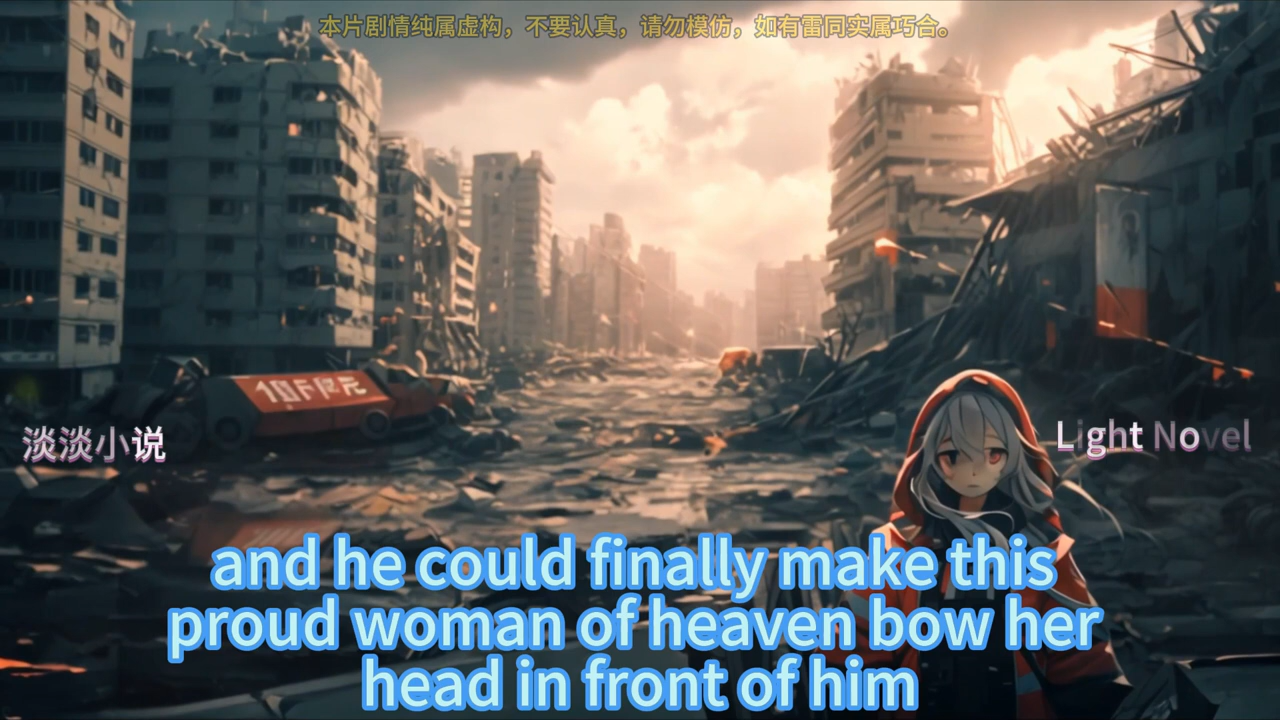 本片剧情纯属虚构，不要认真，请勿模仿，如有雷同实属巧合。
淡淡小说
Light Novel
and he could finally make this
proud woman of heaven bow her
head in front of him